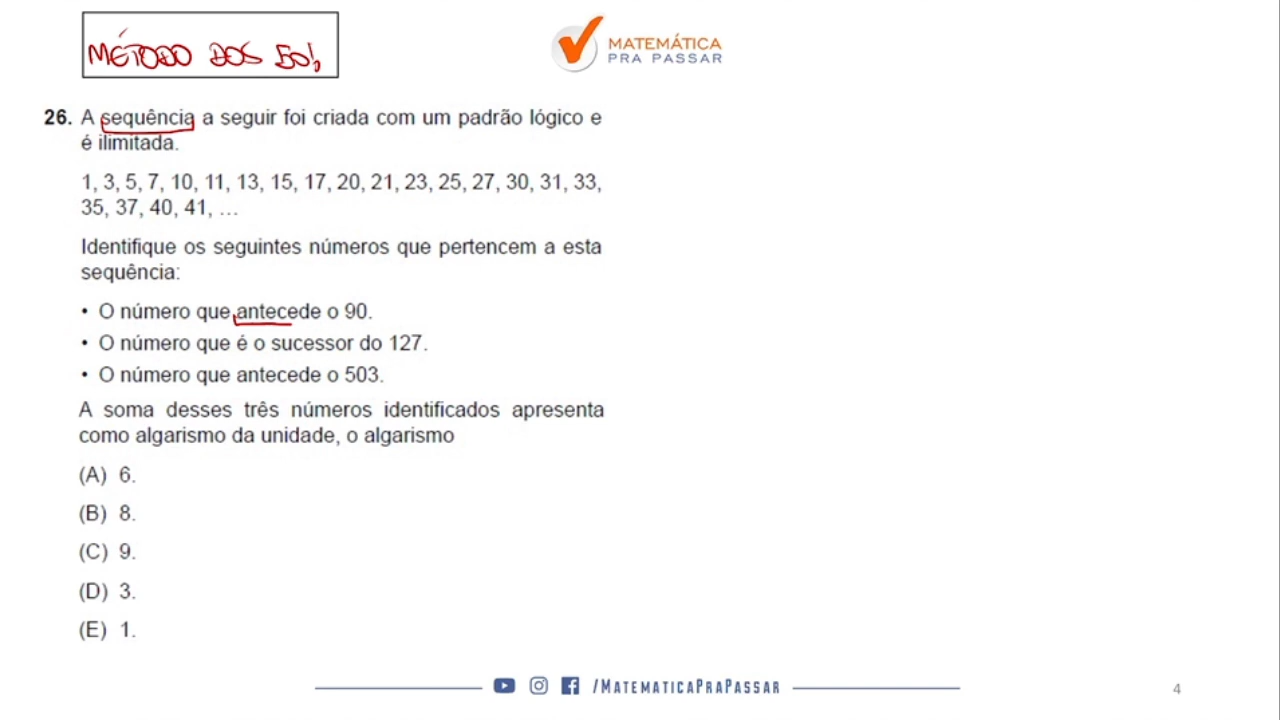 MÉTODO DOS 50!
MATEMÁTICA
PRA PASSAR
26. A sequência a seguir foi criada com um padrão lógico e
é ilimitada.
1, 3, 5, 7, 10, 11, 13, 15, 17, 20, 21, 23, 25, 27, 30, 31, 33,
35, 37, 40, 41, ...
Identifique os seguintes números que pertencem a esta
sequência:
• O número que antecede o 90.
• O número que é o sucessor do 127.
• O número que antecede o 503.
A soma desses três números identificados apresenta
como algarismo da unidade, o algarismo
(A) 6.
(B) 8.
(C) 9.
(D) 3.
(E) 1.
/MATEMATICAPRAPASSAR
4